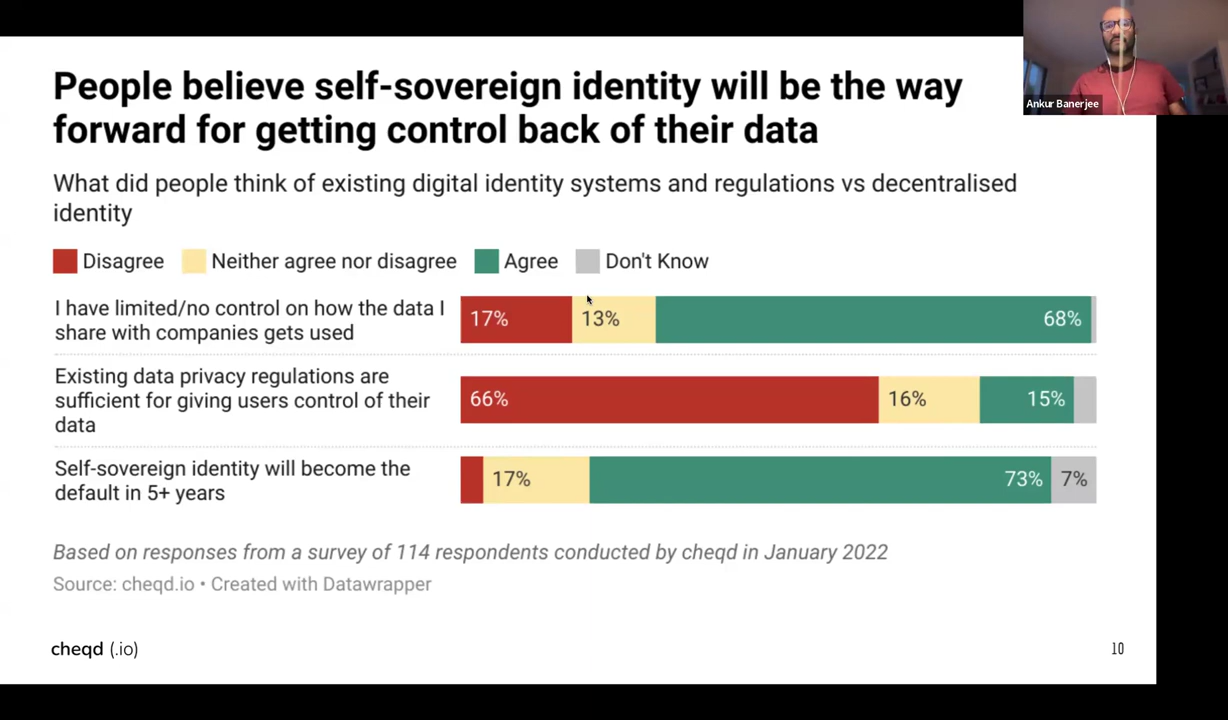 People believe self-sovereign identity will be the way
forward for getting control back of their data
Ankur Banerjee
What did people think of existing digital identity systems and regulations vs decentralised
identity
Disagree Neither agree nor disagree Agree Don't Know
I have limited/no control on how the data I
share with companies gets used
17% 13% 68%
Existing data privacy regulations are
sufficient for giving users control of their
data
66% 16% 15%
Self-sovereign identity will become the
default in 5+ years
17% 73% 7%
Based on responses from a survey of 114 respondents conducted by cheqd in January 2022
Source: cheqd.io • Created with Datawrapper
cheqd (.io)
10